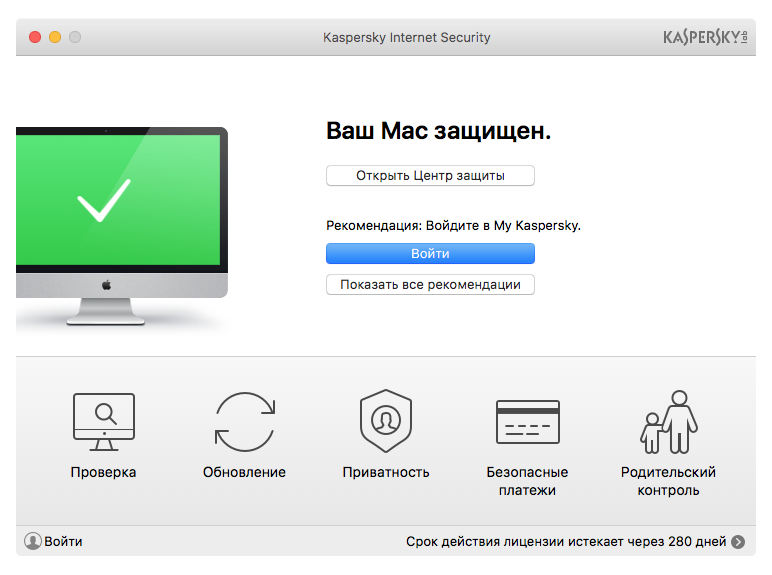 Kaspersky Internet Security
KASPERSKY lab
Ваш Mac защищен.
Открыть Центр защиты
Рекомендация: Войдите в My Kaspersky.
Войти
Показать все рекомендации
Проверка
Обновление
Приватность
Безопасные
платежи
Родительский
контроль
Войти
Срок действия лицензии истекает через 280 дней